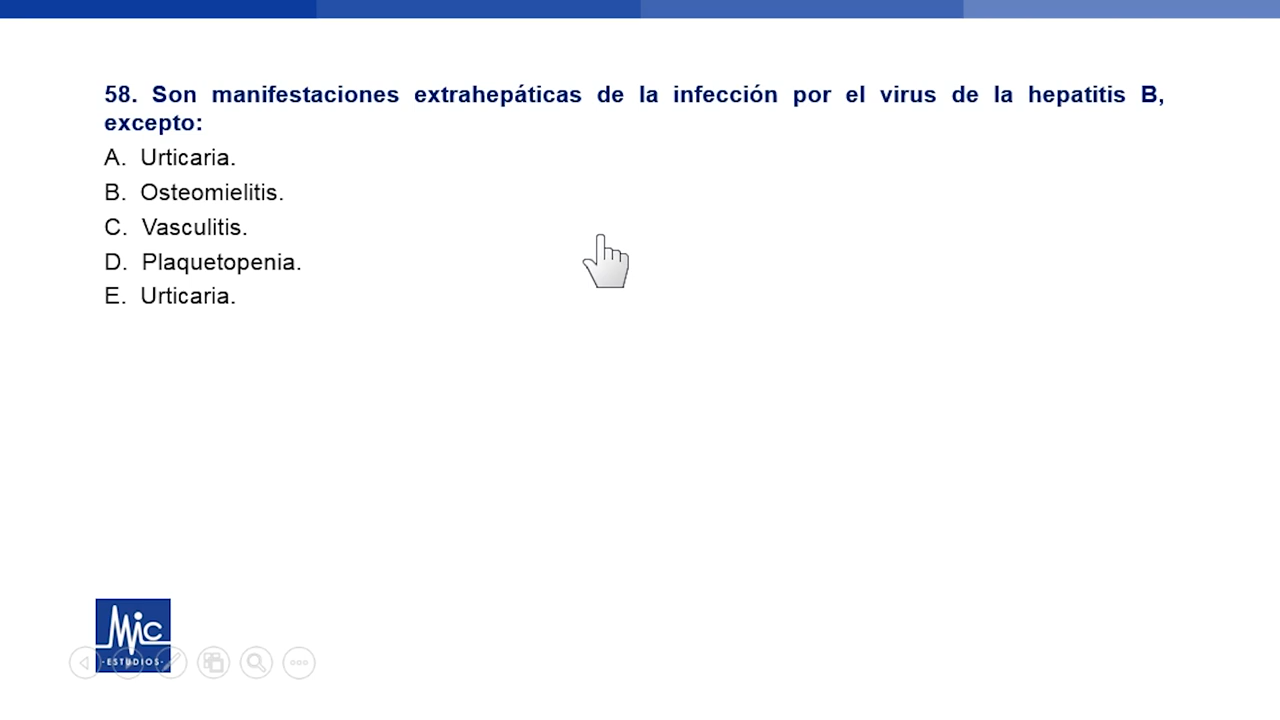 58. Son manifestaciones extrahepáticas de la infección por el virus de la hepatitis B,
excepto:
A. Urticaria.
B. Osteomielitis.
C. Vasculitis.
D. Plaquetopenia.
E. Urticaria.
Mic
-ESTUDIOS-